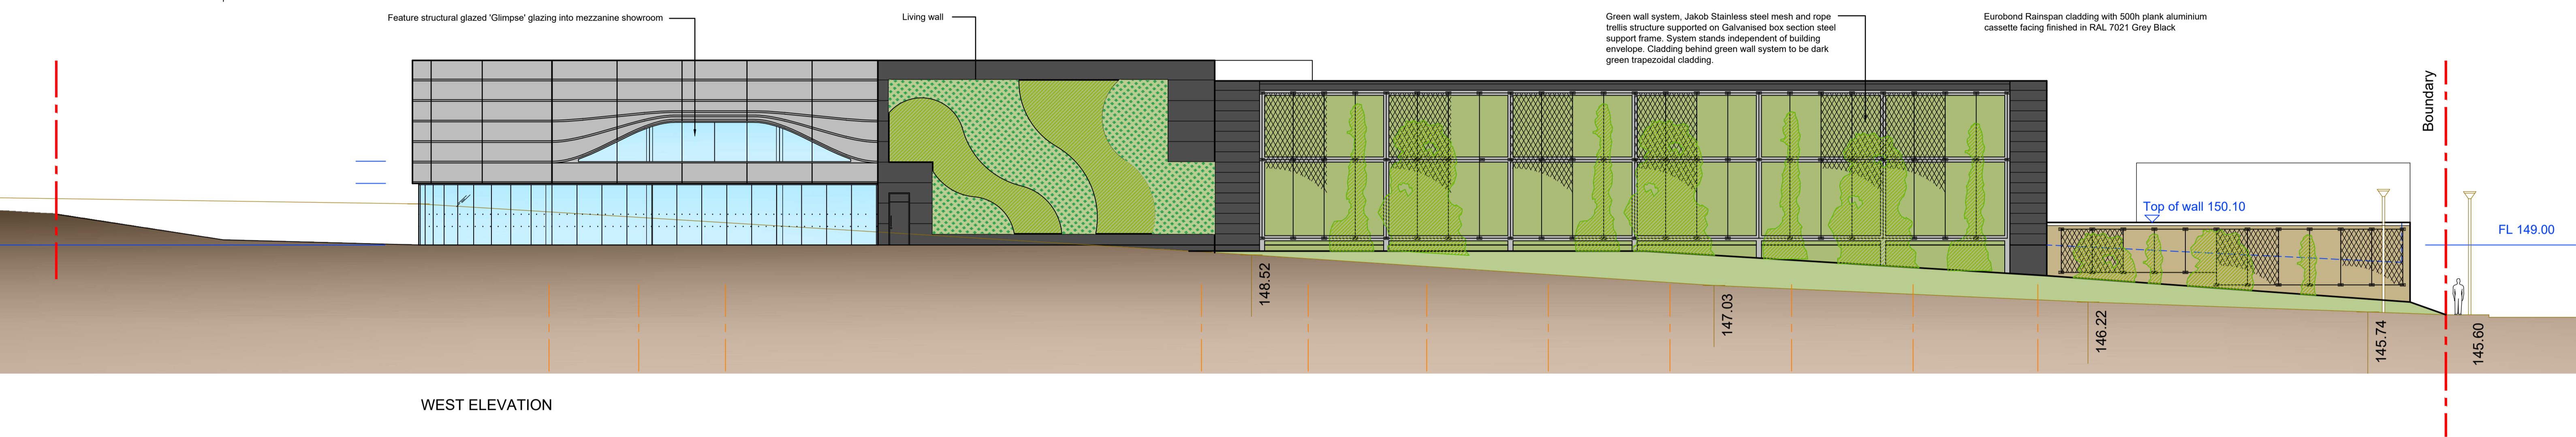 Feature structural glazed 'Glimpse' glazing into mezzanine showroom
Living wall
Green wall system, Jakob Stainless steel mesh and rope
trellis structure supported on Galvanised box section steel
support frame. System stands independent of building
envelope. Cladding behind green wall system to be dark
green trapezoidal cladding.
Eurobond Rainspan cladding with 500h plank aluminium
cassette facing finished in RAL 7021 Grey Black
Boundary
Top of wall 150.10
FL 149.00
148.52
147.03
146.22
145.74
145.60
WEST ELEVATION